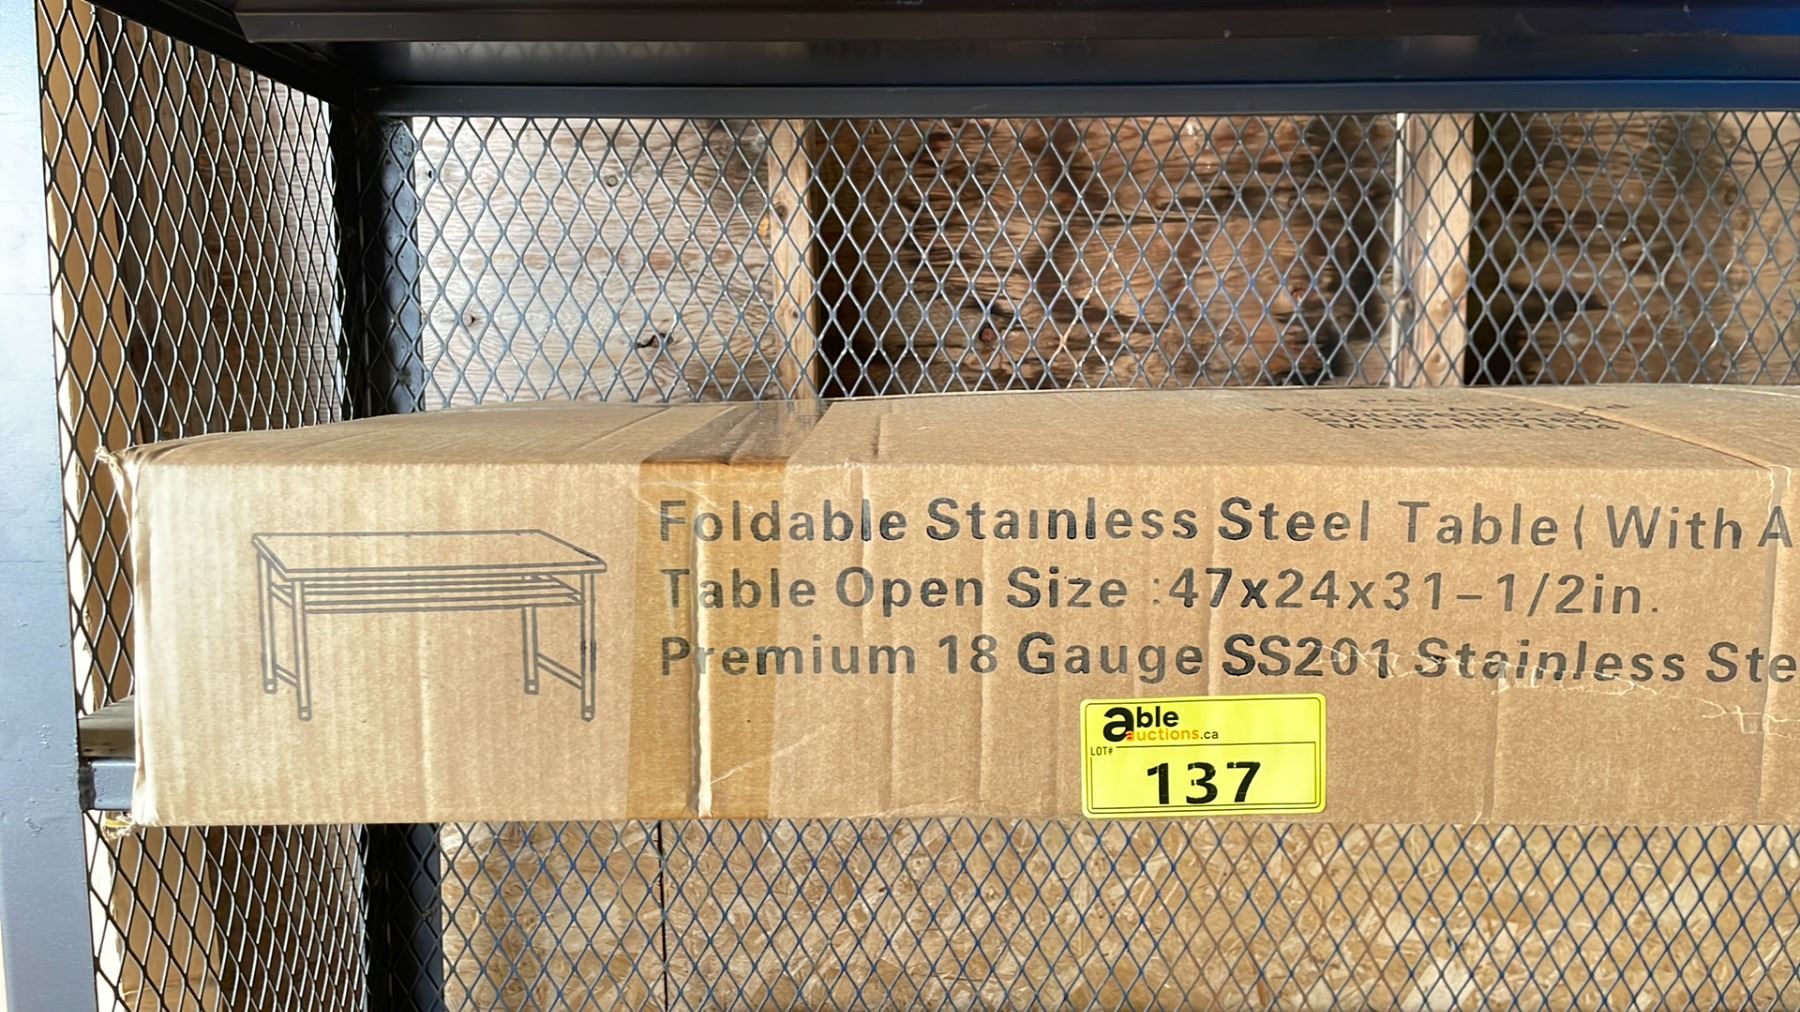 Foldable Stainless Steel Table ( With A
Table Open Size :47x24x31-1/2in.
Premium 18 Gauge SS201 Stainless Ste
able
auctions.ca
LOT#
137